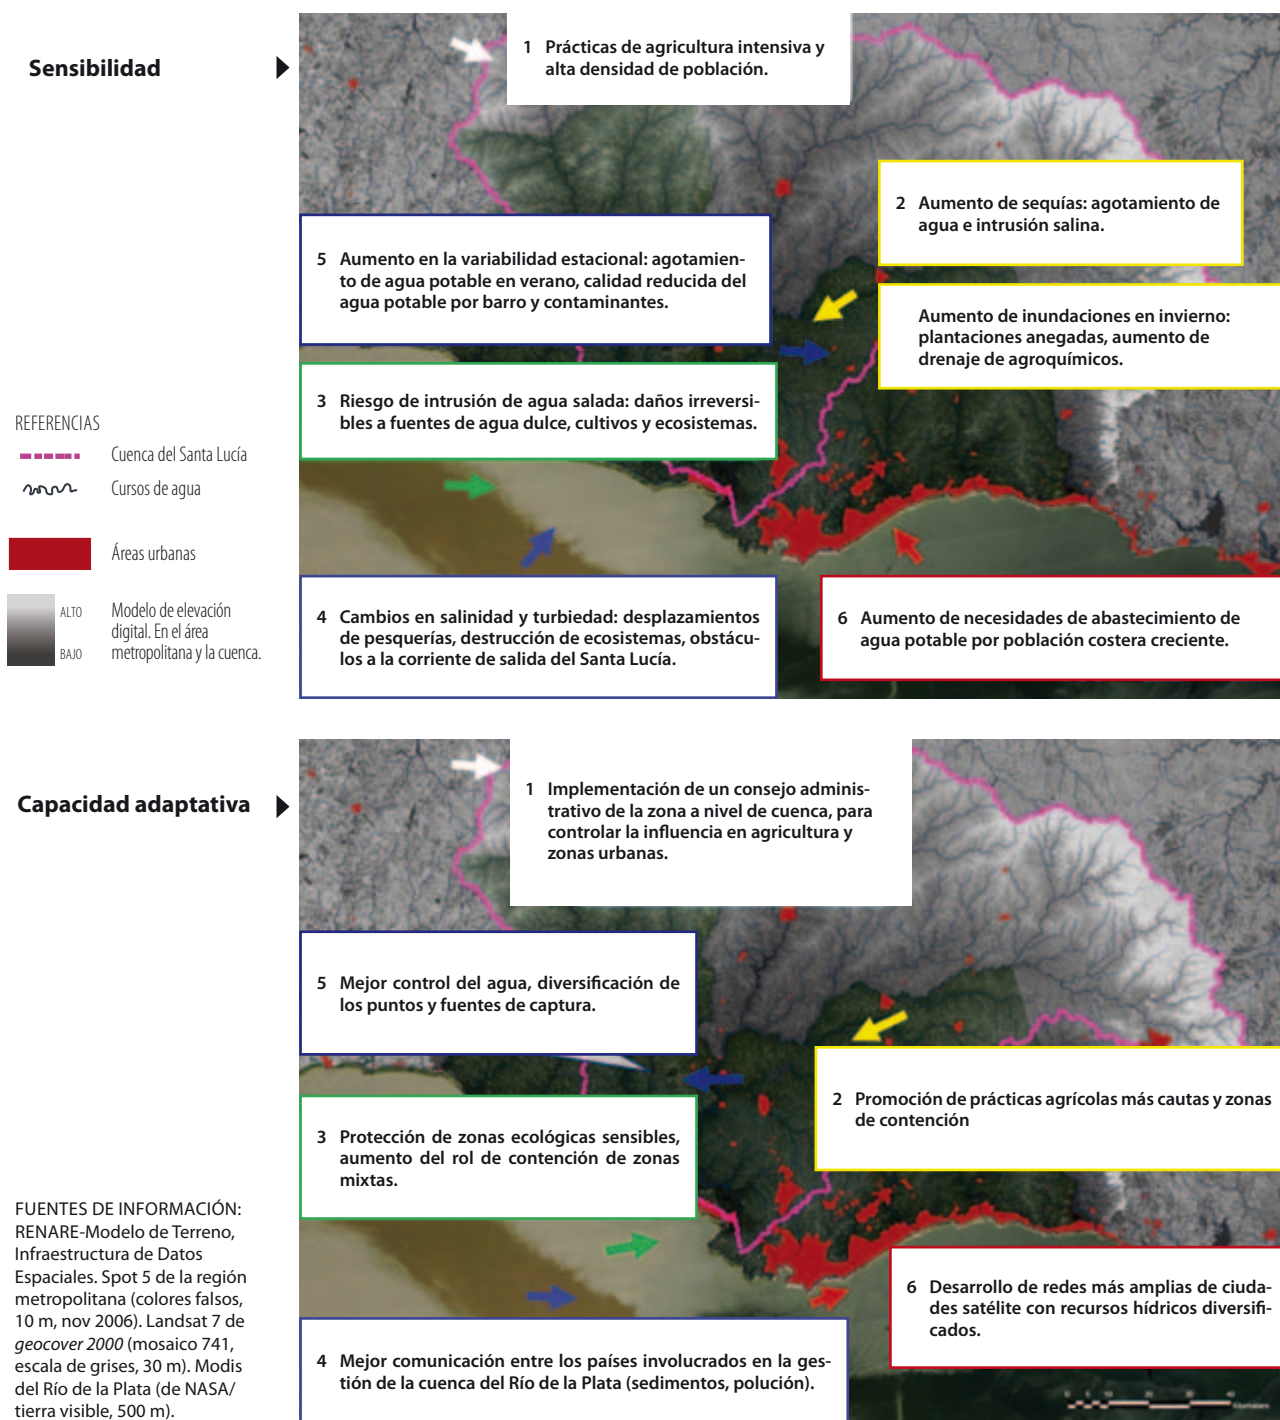 Sensibilidad
1 Prácticas de agricultura intensiva y
alta densidad de población.
2 Aumento de sequías: agotamiento de
agua e intrusión salina.
5 Aumento en la variabilidad estacional: agotamien-
to de agua potable en verano, calidad reducida del
agua potable por barro y contaminantes.
Aumento de inundaciones en invierno:
plantaciones anegadas, aumento de
drenaje de agroquímicos.
3 Riesgo de intrusión de agua salada: daños irreversi-
bles a fuentes de agua dulce, cultivos y ecosistemas.
REFERENCIAS
Cuenca del Santa Lucía
Cursos de agua
Áreas urbanas
ALTO
BAJO
Modelo de elevación
digital. En el área
metropolitana y la cuenca.
4 Cambios en salinidad y turbiedad: desplazamientos
de pesquerías, destrucción de ecosistemas, obstácu-
los a la corriente de salida del Santa Lucía.
6 Aumento de necesidades de abastecimiento de
agua potable por población costera creciente.
Capacidad adaptativa
1 Implementación de un consejo adminis-
trativo de la zona a nivel de cuenca, para
controlar la influencia en agricultura y
zonas urbanas.
5 Mejor control del agua, diversificación de
los puntos y fuentes de captura.
2 Promoción de prácticas agrícolas más cautas y zonas
de contención
3 Protección de zonas ecológicas sensibles,
aumento del rol de contención de zonas
mixtas.
6 Desarrollo de redes más amplias de ciuda-
des satélite con recursos hídricos diversifi-
cados.
4 Mejor comunicación entre los países involucrados en la ges-
tión de la cuenca del Río de la Plata (sedimentos, polución).
FUENTES DE INFORMACIÓN:
RENARE-Modelo de Terreno,
Infraestructura de Datos
Espaciales. Spot 5 de la región
metropolitana (colores falsos,
10 m, nov 2006). Landsat 7 de
geocover 2000 (mosaico 741,
escala de grises, 30 m). Modis
del Río de la Plata (de NASA/
tierra visible, 500 m).